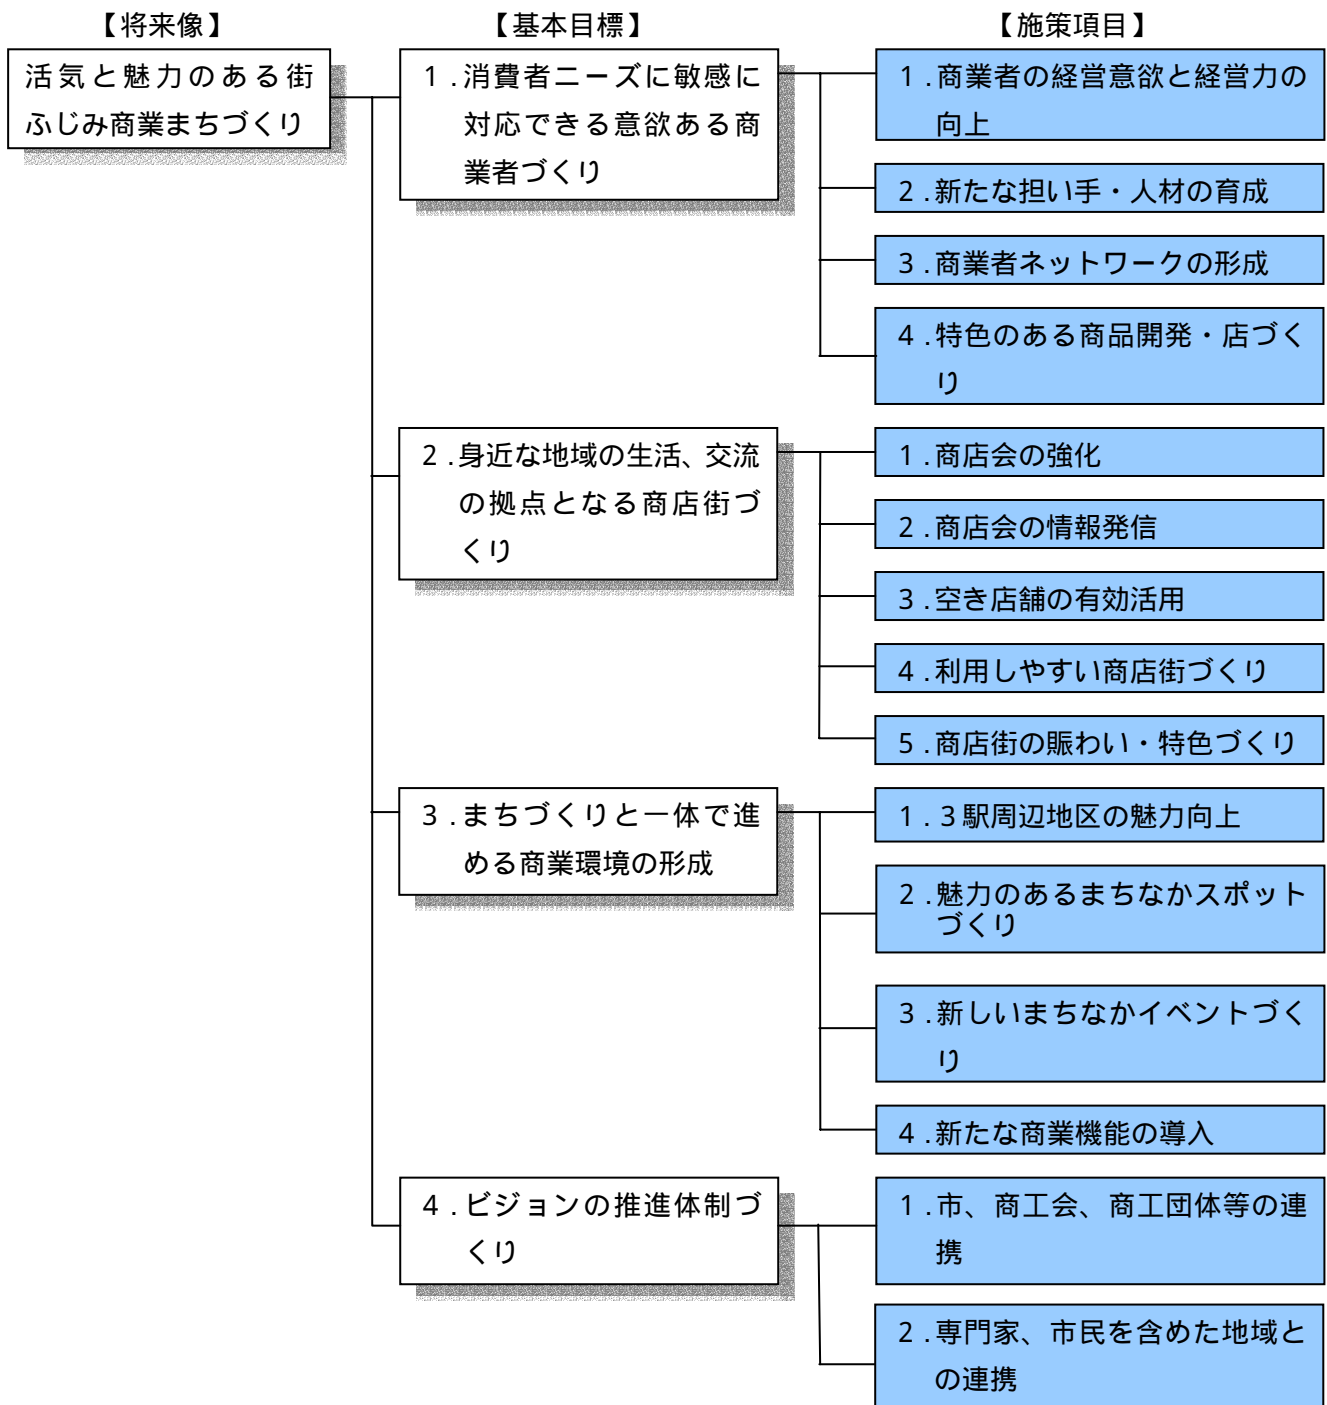 【将来像】
活気と魅力のある街
ふじみ商業まちづくり
【基本目標】
1.消費者ニーズに敏感に
対応できる意欲ある商
業者づくり
【施策項目】
1.商業者の経営意欲と経営力の
向上
2.新たな担い手・人材の育成
3.商業者ネットワークの形成
4.特色のある商品開発・店づく
り
2.身近な地域の生活、交流
の拠点となる商店街づ
くり
1.商店会の強化
2.商店会の情報発信
3.空き店舗の有効活用
4.利用しやすい商店街づくり
5.商店街の賑わい・特色づくり
3.まちづくりと一体で進
める商業環境の形成
1.3駅周辺地区の魅力向上
2.魅力のあるまちなかスポット
づくり
3.新しいまちなかイベントづく
り
4.新たな商業機能の導入
4.ビジョンの推進体制づ
くり
1.市、商工会、商工団体等の連
携
2.専門家、市民を含めた地域と
の連携